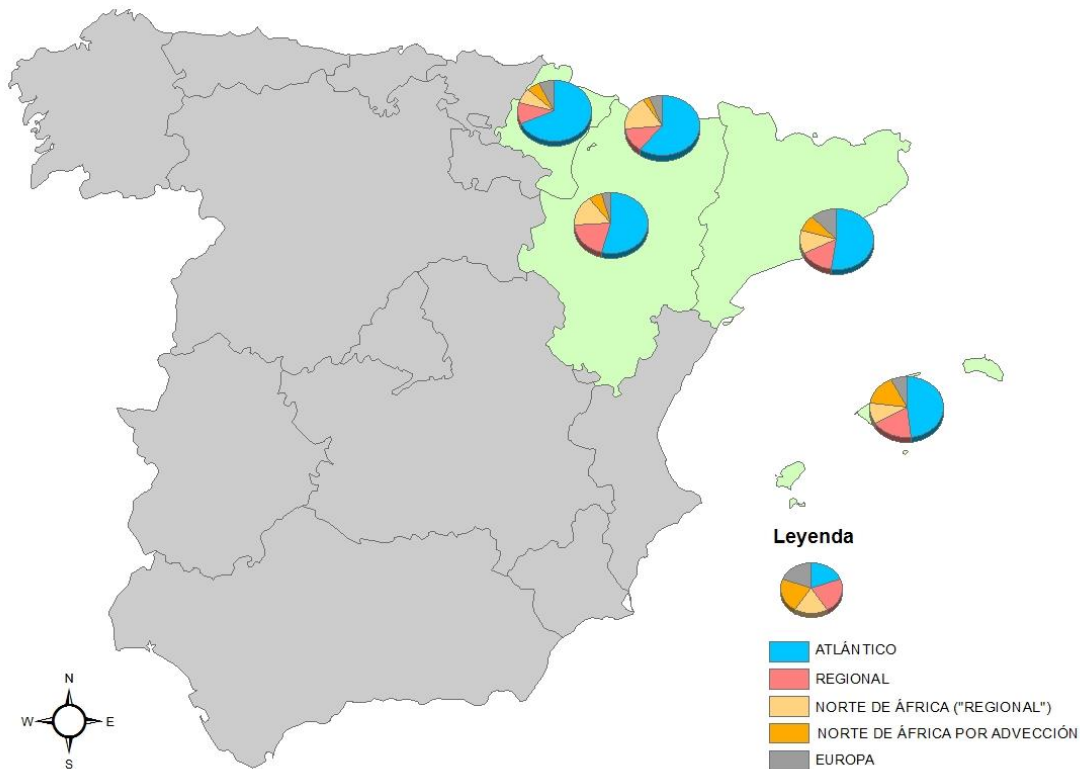 Leyenda
ATLÁNTICO
REGIONAL
NORTE DE ÁFRICA ("REGIONAL")
NORTE DE ÁFRICA POR ADVECCIÓN
EUROPA
N
W
E
S